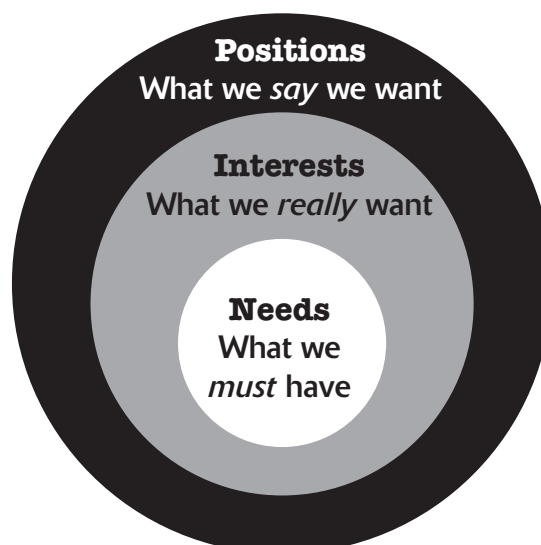 Positions
What we say we want
Interests
What we really want
Needs
What we
must have